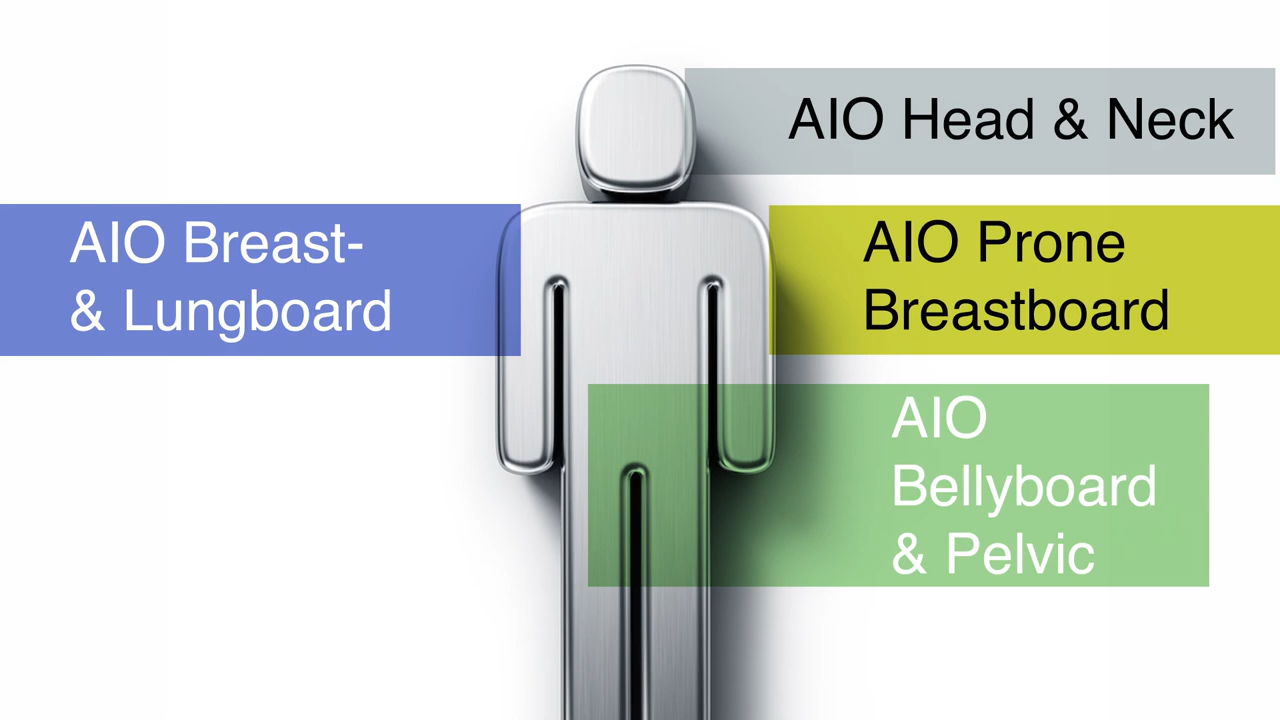 AIO Head & Neck
AIO Breast-
& Lungboard
AIO Prone
Breastboard
AIO
Bellyboard
& Pelvic